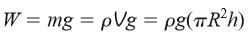 W = mg = ρVg = ρg(πR²h)